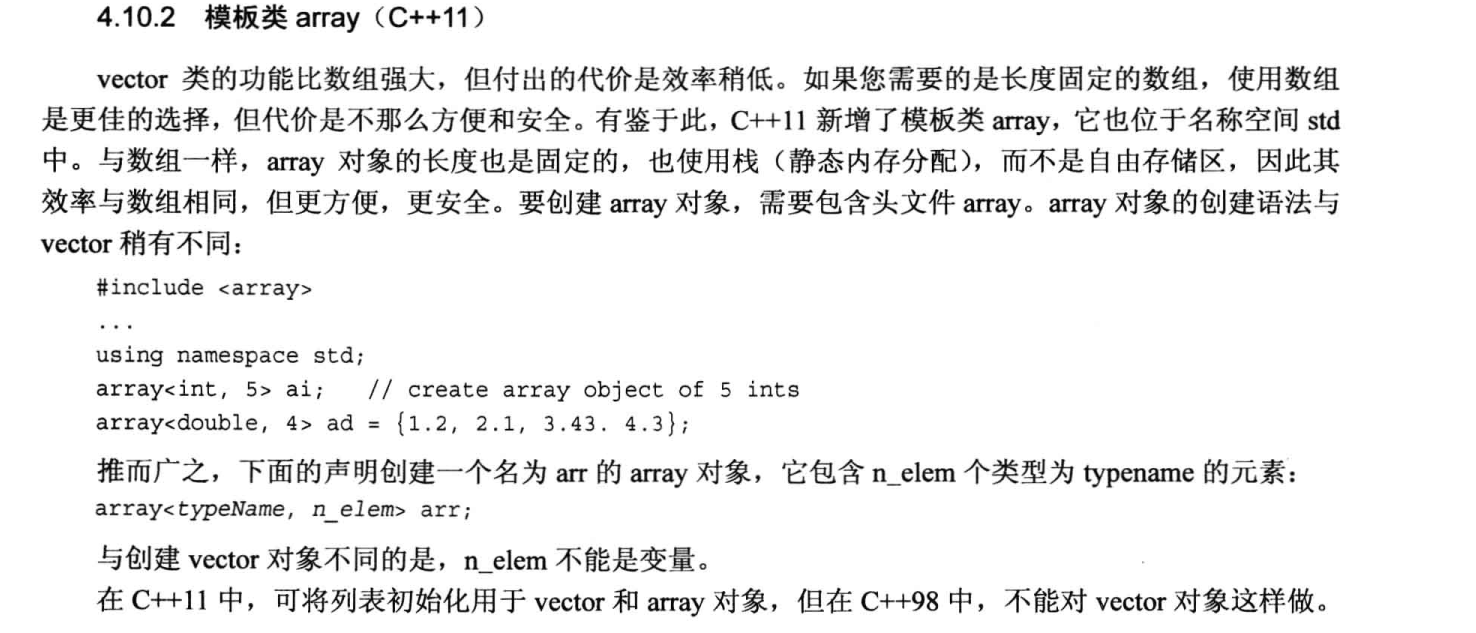 4.10.2 模板类 array（C++11）
vector 类的功能比数组强大，但付出的代价是效率稍低。如果您需要的是长度固定的数组，使用数组
是更佳的选择，但代价是不那么方便和安全。有鉴于此，C++11 新增了模板类 array，它也位于名称空间 std
中。与数组一样，array 对象的长度也是固定的，也使用栈（静态内存分配），而不是自由存储区，因此其
效率与数组相同，但更方便，更安全。要创建 array 对象，需要包含头文件 array。array 对象的创建语法与
vector 稍有不同：
#include <array>
...
using namespace std;
array<int, 5> ai;   // create array object of 5 ints
array<double, 4> ad = {1.2, 2.1, 3.43. 4.3};
推而广之，下面的声明创建一个名为 arr 的 array 对象，它包含 n_elem 个类型为 typename 的元素：
array<typeName, n_elem> arr;
与创建 vector 对象不同的是，n_elem 不能是变量。
在 C++11 中，可将列表初始化用于 vector 和 array 对象，但在 C++98 中，不能对 vector 对象这样做。